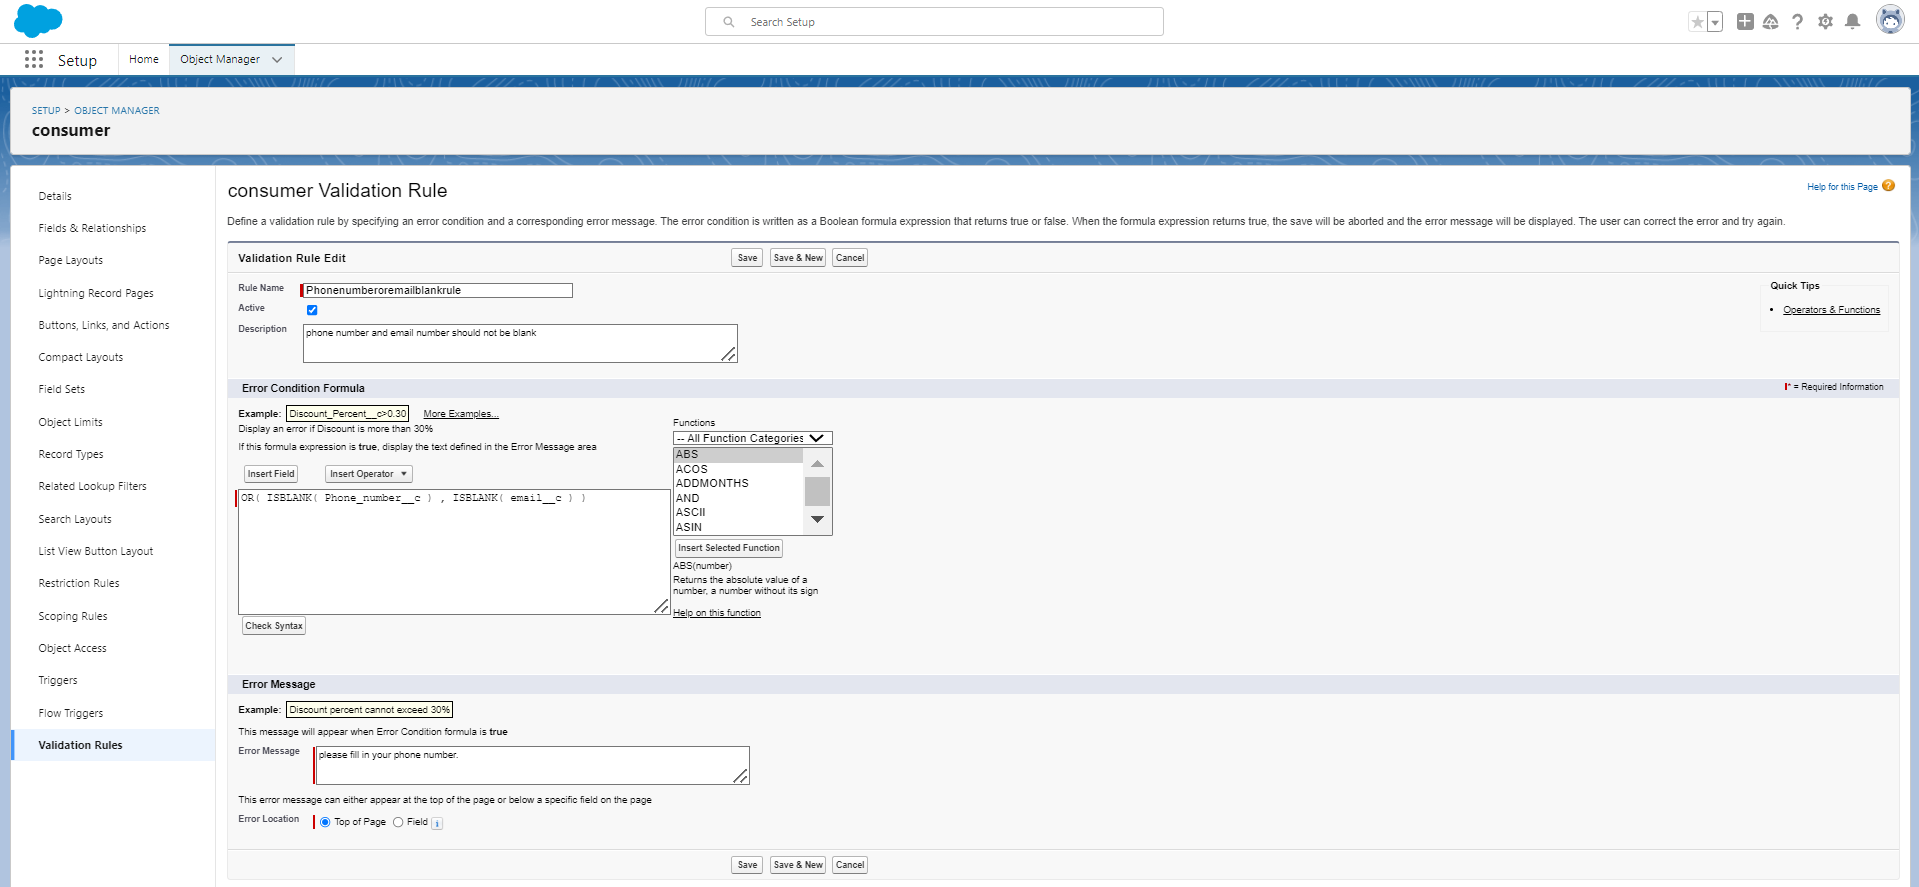 Search Setup
Setup
Home
Object Manager
SETUP > OBJECT MANAGER
consumer
Details
Fields & Relationships
Page Layouts
Lightning Record Pages
Buttons, Links, and Actions
Compact Layouts
Field Sets
Object Limits
Record Types
Related Lookup Filters
Search Layouts
List View Button Layout
Restriction Rules
Scoping Rules
Object Access
Triggers
Flow Triggers
Validation Rules
consumer Validation Rule
Help for this Page
Define a validation rule by specifying an error condition and a corresponding error message. The error condition is written as a Boolean formula expression that returns true or false. When the formula expression returns true, the save will be aborted and the error message will be displayed. The user can correct the error and try again.
Validation Rule Edit
Save Save & New Cancel
Rule Name Phonenumberoremailblankrule
Active
Description phone number and email number should not be blank
Quick Tips
• Operators & Functions
Error Condition Formula
* = Required Information
Example: Discount_Percent__c>0.30 More Examples...
Display an error if Discount is more than 30%
If this formula expression is true, display the text defined in the Error Message area
Insert Field Insert Operator
OR( ISBLANK( Phone_number__c ) , ISBLANK( email__c ) )
Check Syntax
Functions
-- All Function Categories
ABS
ACOS
ADDMONTHS
AND
ASCII
ASIN
Insert Selected Function
ABS(number)
Returns the absolute value of a
number, a number without its sign
Help on this function
Error Message
Example: Discount percent cannot exceed 30%
This message will appear when Error Condition formula is true
Error Message please fill in your phone number.
This error message can either appear at the top of the page or below a specific field on the page
Error Location Top of Page Field i
Save Save & New Cancel